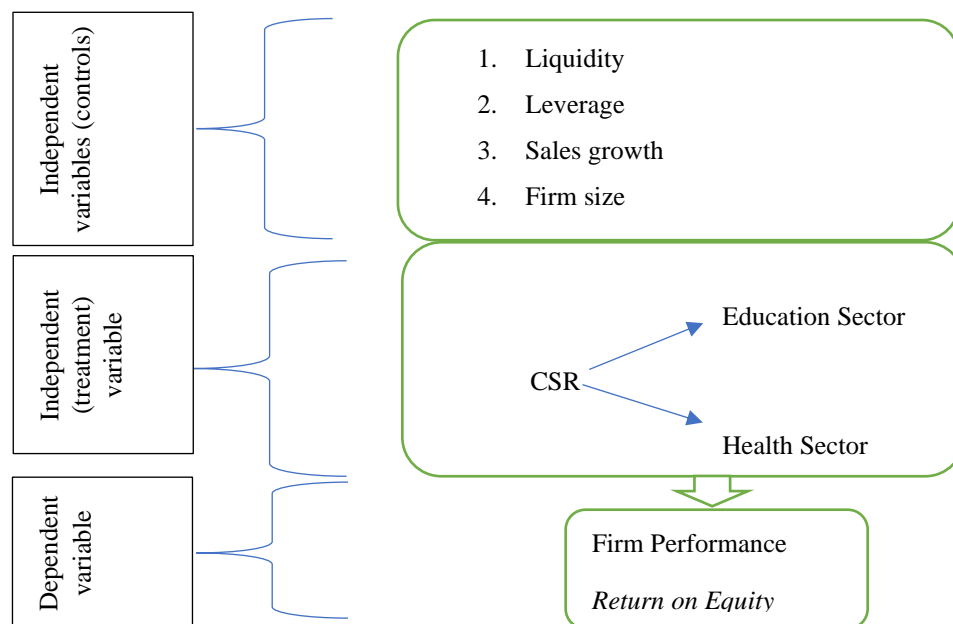 Independent
variables (controls)
1. Liquidity
2. Leverage
3. Sales growth
4. Firm size
Independent
(treatment)
variable
Education Sector
CSR
Health Sector
Dependent
variable
Firm Performance
Return on Equity